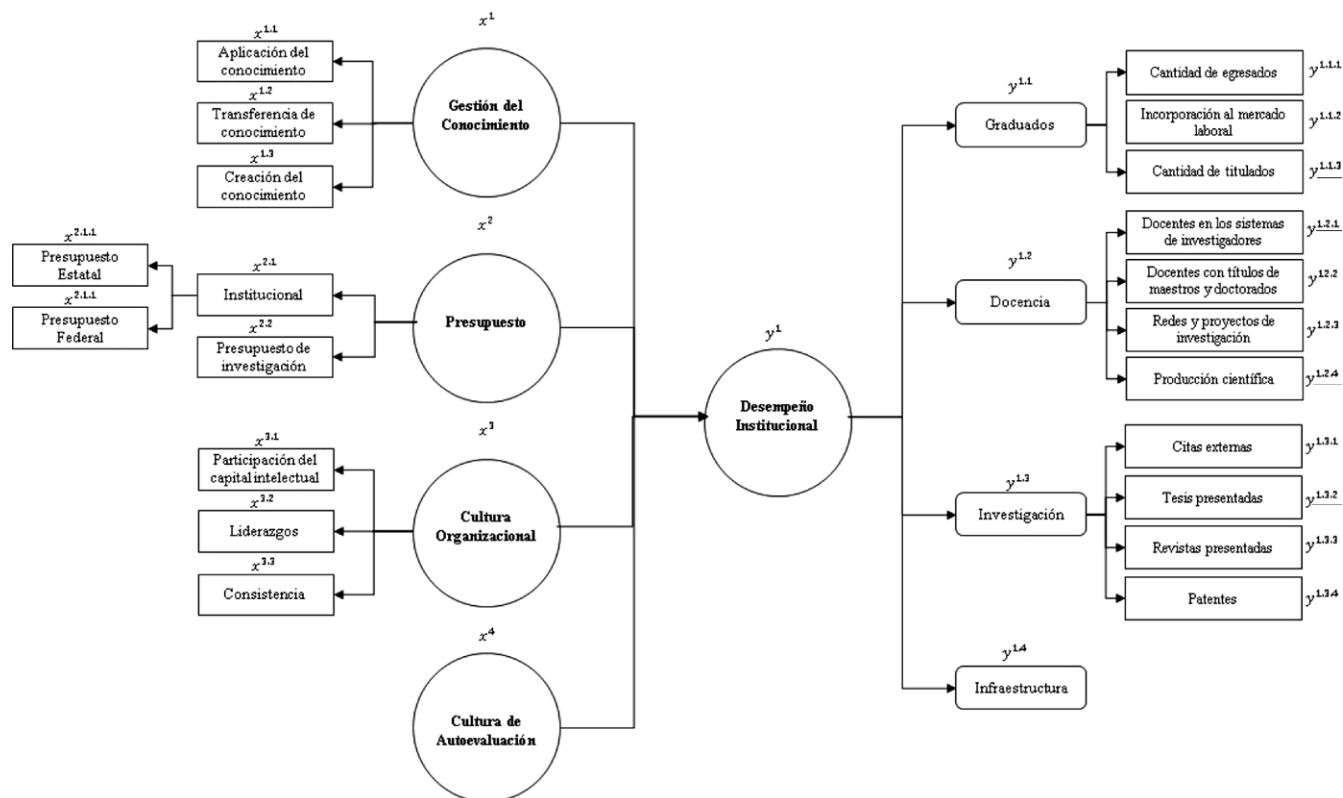 x^1
x^1.1
Aplicación del
conocimiento
x^1.2
Transferencia de
conocimiento
x^1.3
Creación del
conocimiento
Gestión del
Conocimiento
x^2
x^2.1.1
Presupuesto
Estatal
x^2.1.1
Presupuesto
Federal
x^2.1
Institucional
x^2.2
Presupuesto de
investigación
Presupuesto
x^3
x^3.1
Participación del
capital intelectual
x^3.2
Liderazgos
x^3.3
Consistencia
Cultura
Organizacional
x^4
Cultura de
Autoevaluación
y^1
Desempeño
Institucional
y^1.1
Graduados
Cantidad de egresados
y^1.1.1
Incorporación al mercado
laboral
y^1.1.2
Cantidad de titulados
y^1.1.3
y^1.2
Docencia
Docentes en los sistemas
de investigadores
y^1.2.1
Docentes con títulos de
maestros y doctorados
y^12.2
Redes y proyectos de
investigación
y^1.2.3
Producción científica
y^1.2.4
y^1.3
Investigación
Citas externas
y^1.3.1
Tesis presentadas
y^1.3.2
Revistas presentadas
y^1.3.3
Patentes
y^1.3.4
y^1.4
Infraestructura